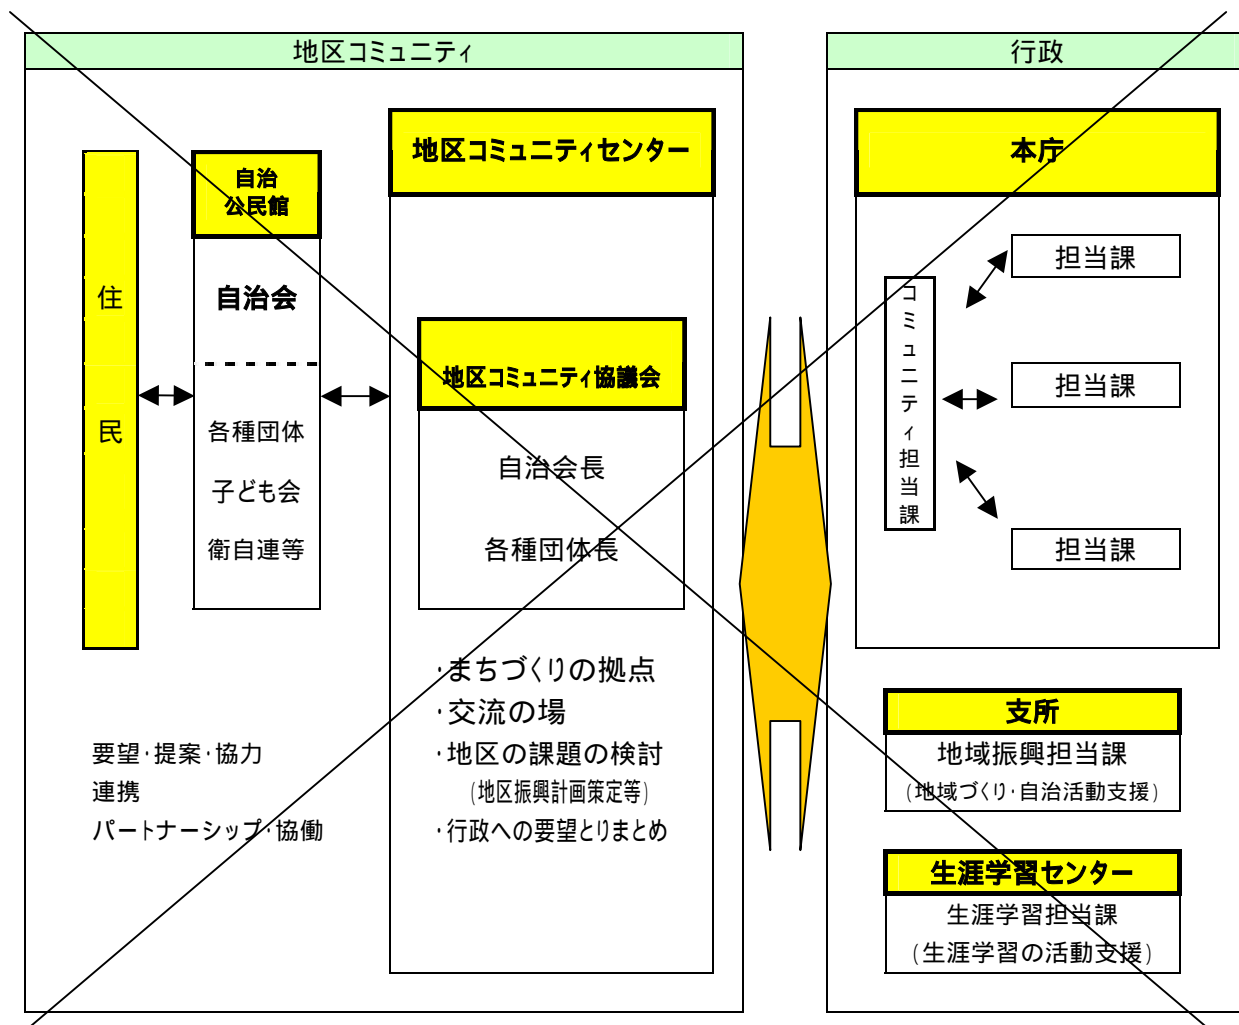 地区コミュニティ
住民
自治
公民館
自治会
各種団体
子ども会
衛自連等
地区コミュニティセンター
地区コミュニティ協議会
自治会長
各種団体長
・まちづくりの拠点
・交流の場
・地区の課題の検討
(地区振興計画策定等)
・行政への要望とりまとめ
要望・提案・協力
連携
パートナーシップ・協働
行政
本庁
コミュニティ担当課
担当課
担当課
担当課
支所
地域振興担当課
(地域づくり・自治活動支援)
生涯学習センター
生涯学習担当課
(生涯学習の活動支援)